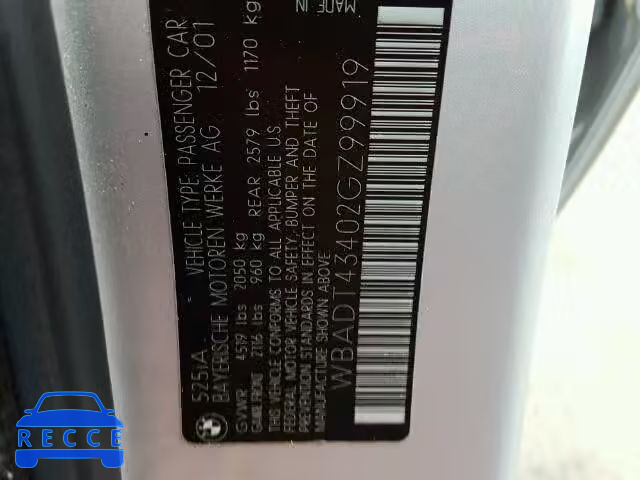 MADE IN
525iA VEHICLE TYPE: PASSENGER CAR
BAYERISCHE MOTOREN WERKE AG 12/01
GVWR 4519 lbs 2050 kg
GAWR FRONT 2116 lbs 960 kg REAR 2579 lbs 1170 kg
THIS VEHICLE CONFORMS TO ALL APPLICABLE U.S.
FEDERAL MOTOR VEHICLE SAFETY, BUMPER AND THEFT
PREVENTION STANDARDS IN EFFECT ON THE DATE OF
MANUFACTURE SHOWN ABOVE
WBADT43402GZ99919
RECCE